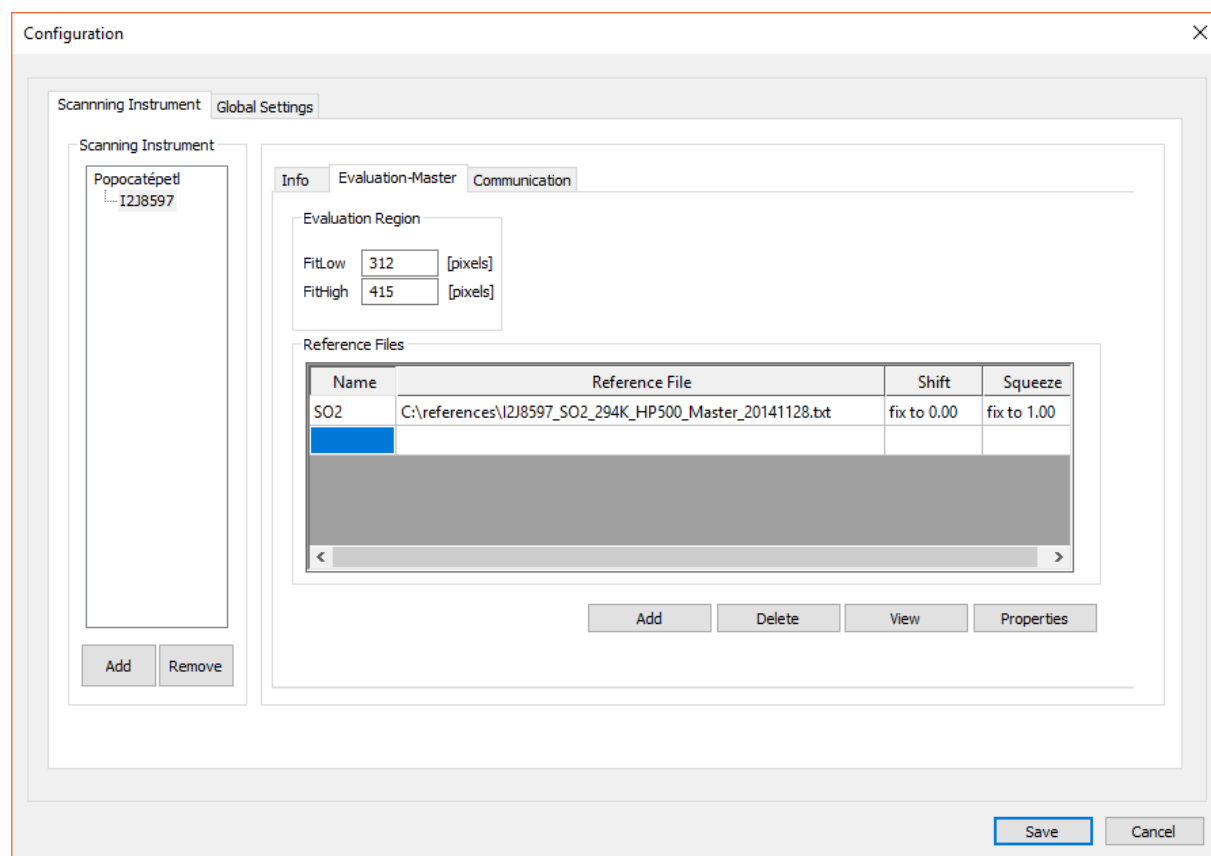 Configuration
Scannning Instrument Global Settings
Scanning Instrument
Popocatépetl
I2J8597
Add Remove
Info Evaluation-Master Communication
Evaluation Region
FitLow 312 [pixels]
FitHigh 415 [pixels]
Reference Files
Name Reference File Shift Squeeze
SO2 C:\references\I2J8597_SO2_294K_HP500_Master_20141128.txt fix to 0.00 fix to 1.00
Add Delete View Properties
Save Cancel